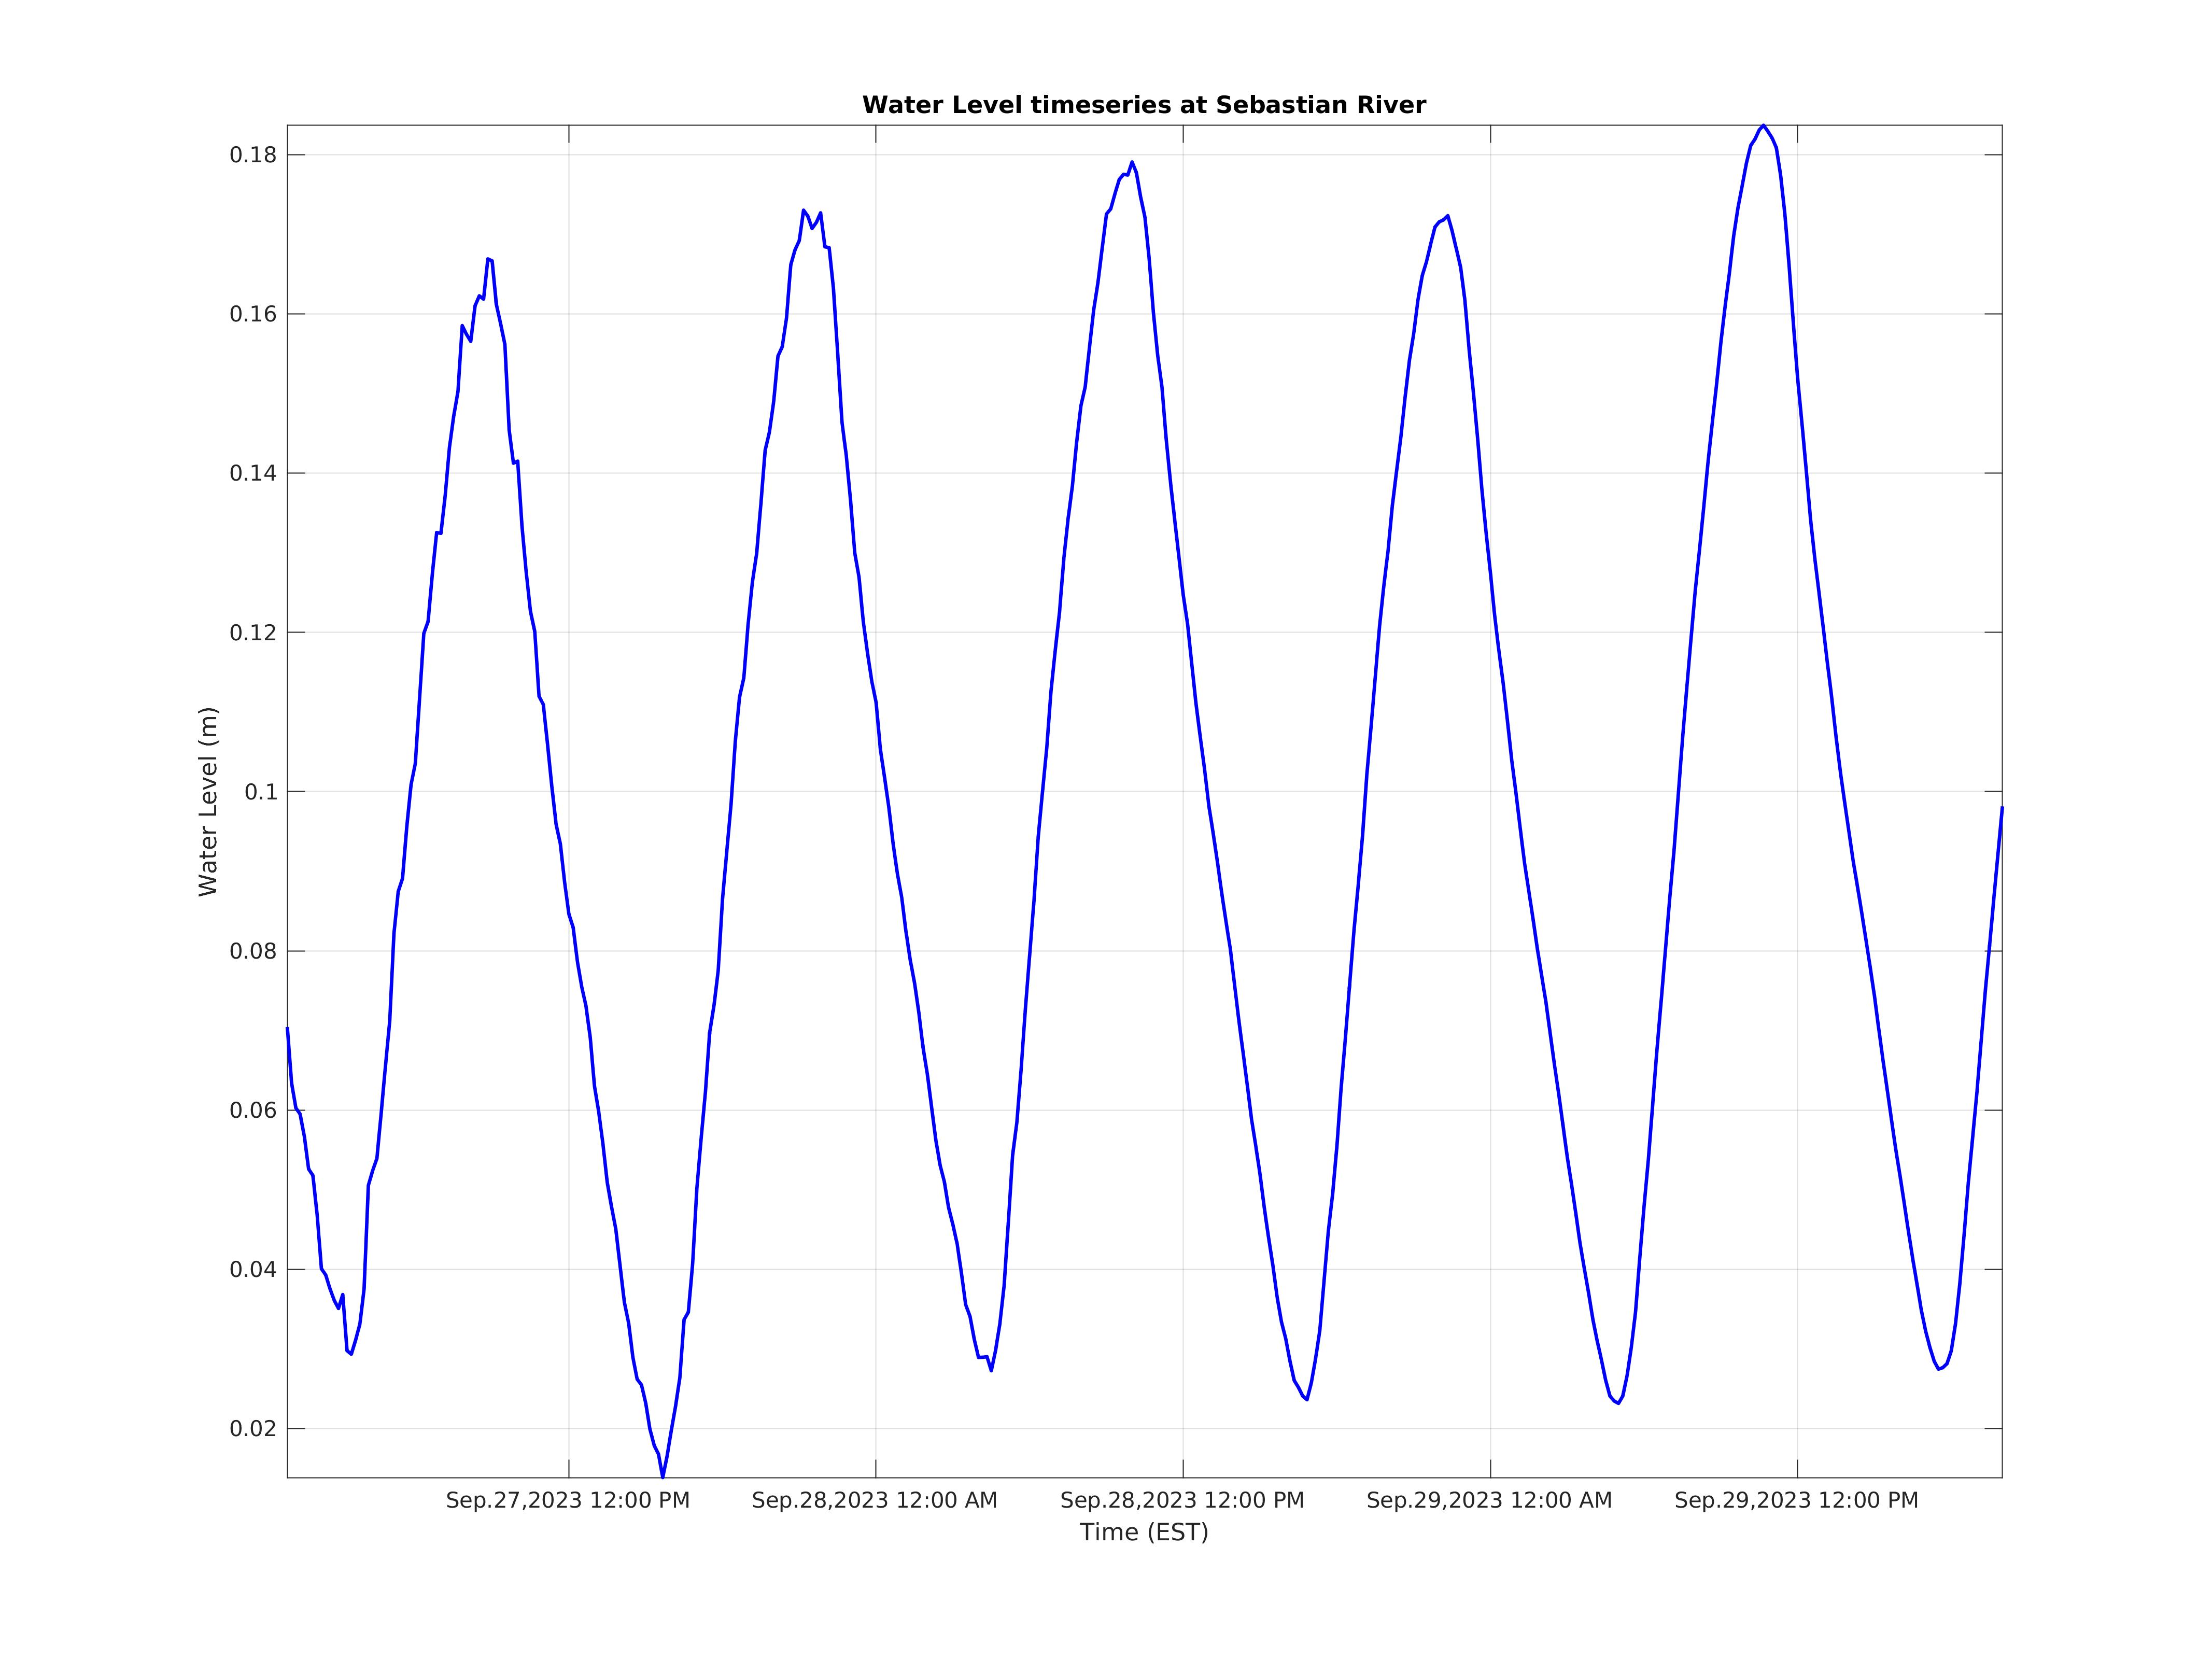 Water Level timeseries at Sebastian River
0.18
0.16
0.14
0.12
0.1
0.08
0.06
0.04
0.02
Water Level (m)
Sep.27,2023 12:00 PM
Sep.28,2023 12:00 AM
Sep.28,2023 12:00 PM
Sep.29,2023 12:00 AM
Sep.29,2023 12:00 PM
Time (EST)